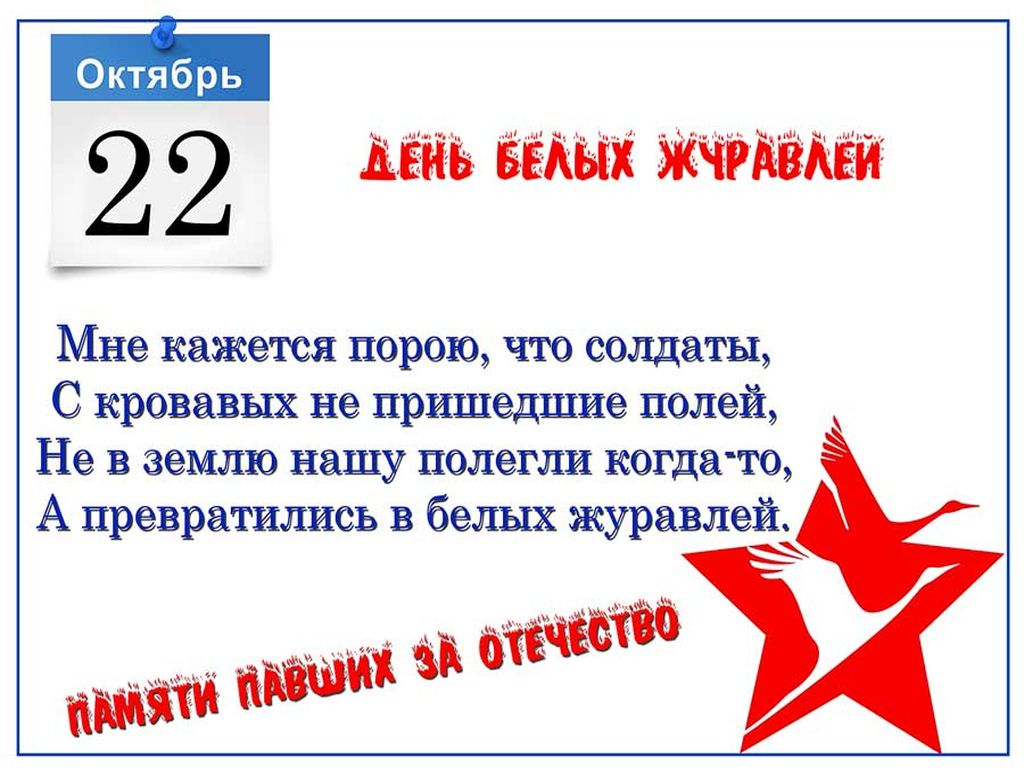 Октябрь
22
ДЕНЬ БЕЛЫХ ЖУРАВЛЕЙ
Мне кажется порою, что солдаты,
С кровавых не пришедшие полей,
Не в землю нашу полегли когда-то,
А превратились в белых журавлей.
ПАМЯТИ ПАВШИХ ЗА ОТЕЧЕСТВО